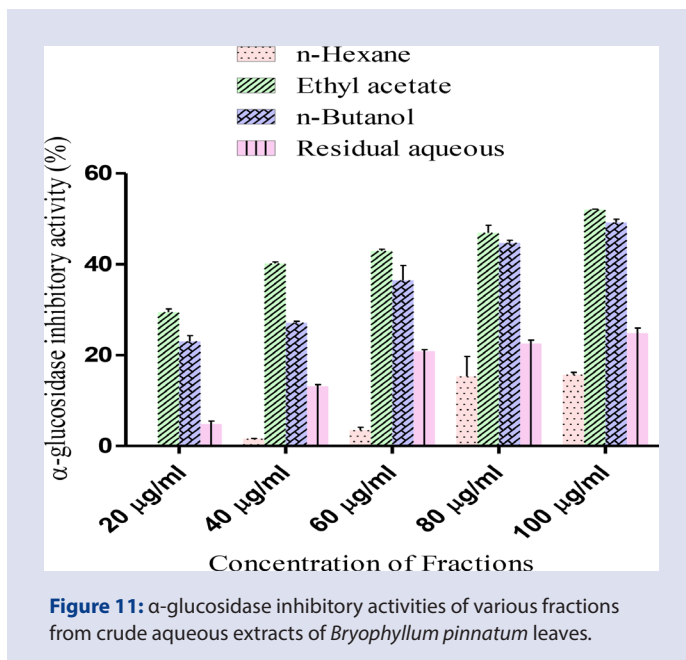 n-Hexane
Ethyl acetate
n-Butanol
Residual aqueous
α-glucosidase inhibitory activity (%)
60
40
20
0
20 μg/ml
40 μg/ml
60 μg/ml
80 μg/ml
100 μg/ml
Concentration of Fractions
Figure 11: α-glucosidase inhibitory activities of various fractions
from crude aqueous extracts of Bryophyllum pinnatum leaves.